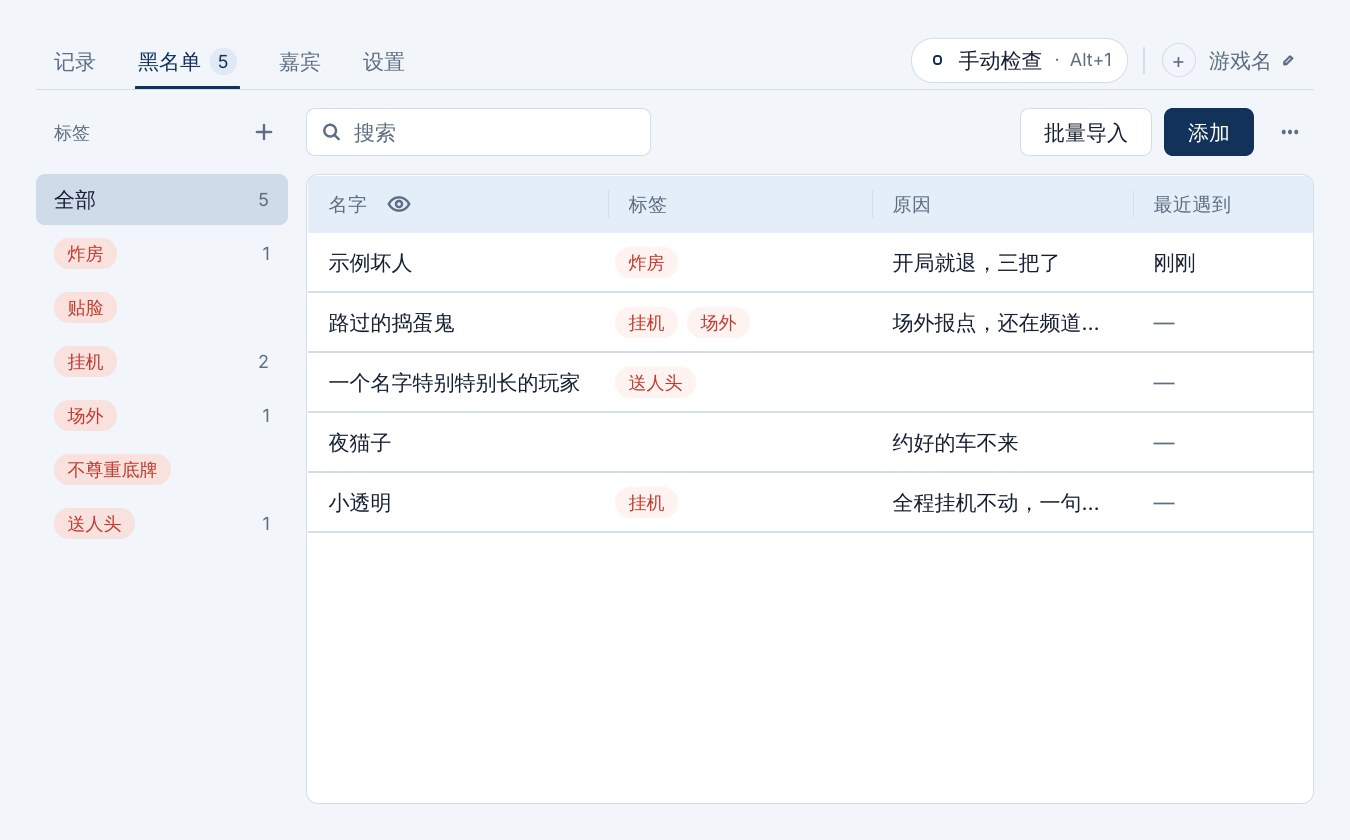 记录 黑名单 5 嘉宾 设置 手动检查 · Alt+1 + 游戏名
标签 搜索 批量导入 添加 •••
全部 5 名字 标签 原因 最近遇到
炸房 1 示例坏人 炸房 开局就退，三把了 刚刚
贴脸 路过的捣蛋鬼 挂机 场外 场外报点，还在频道... —
挂机 2 一个名字特别特别长的玩家 送人头 —
场外 1 夜猫子 约好的车不来 —
不尊重底牌 小透明 挂机 全程挂机不动，一句... —
送人头 1